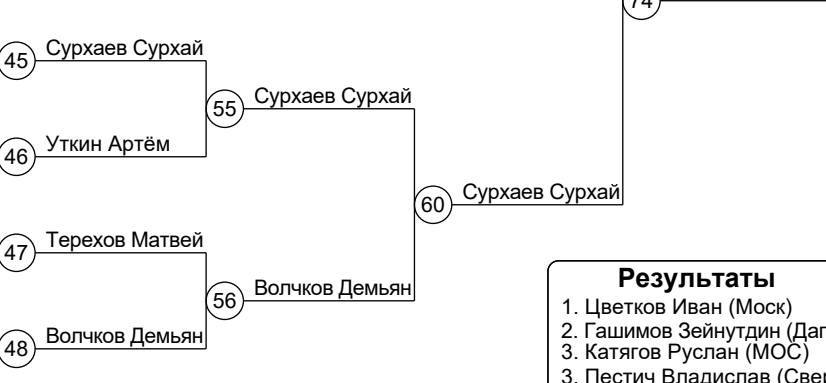 74
45 Сурхаев Сурхай
55 Сурхаев Сурхай
46 Уткин Артём
60 Сурхаев Сурхай
47 Терехов Матвей
56 Волчков Демьян
48 Волчков Демьян
Результаты
1. Цветков Иван (Моск)
2. Гашимов Зейнутдин (Даг
3. Катягов Руслан (МОС)
3. Пестич Владислав (Свер